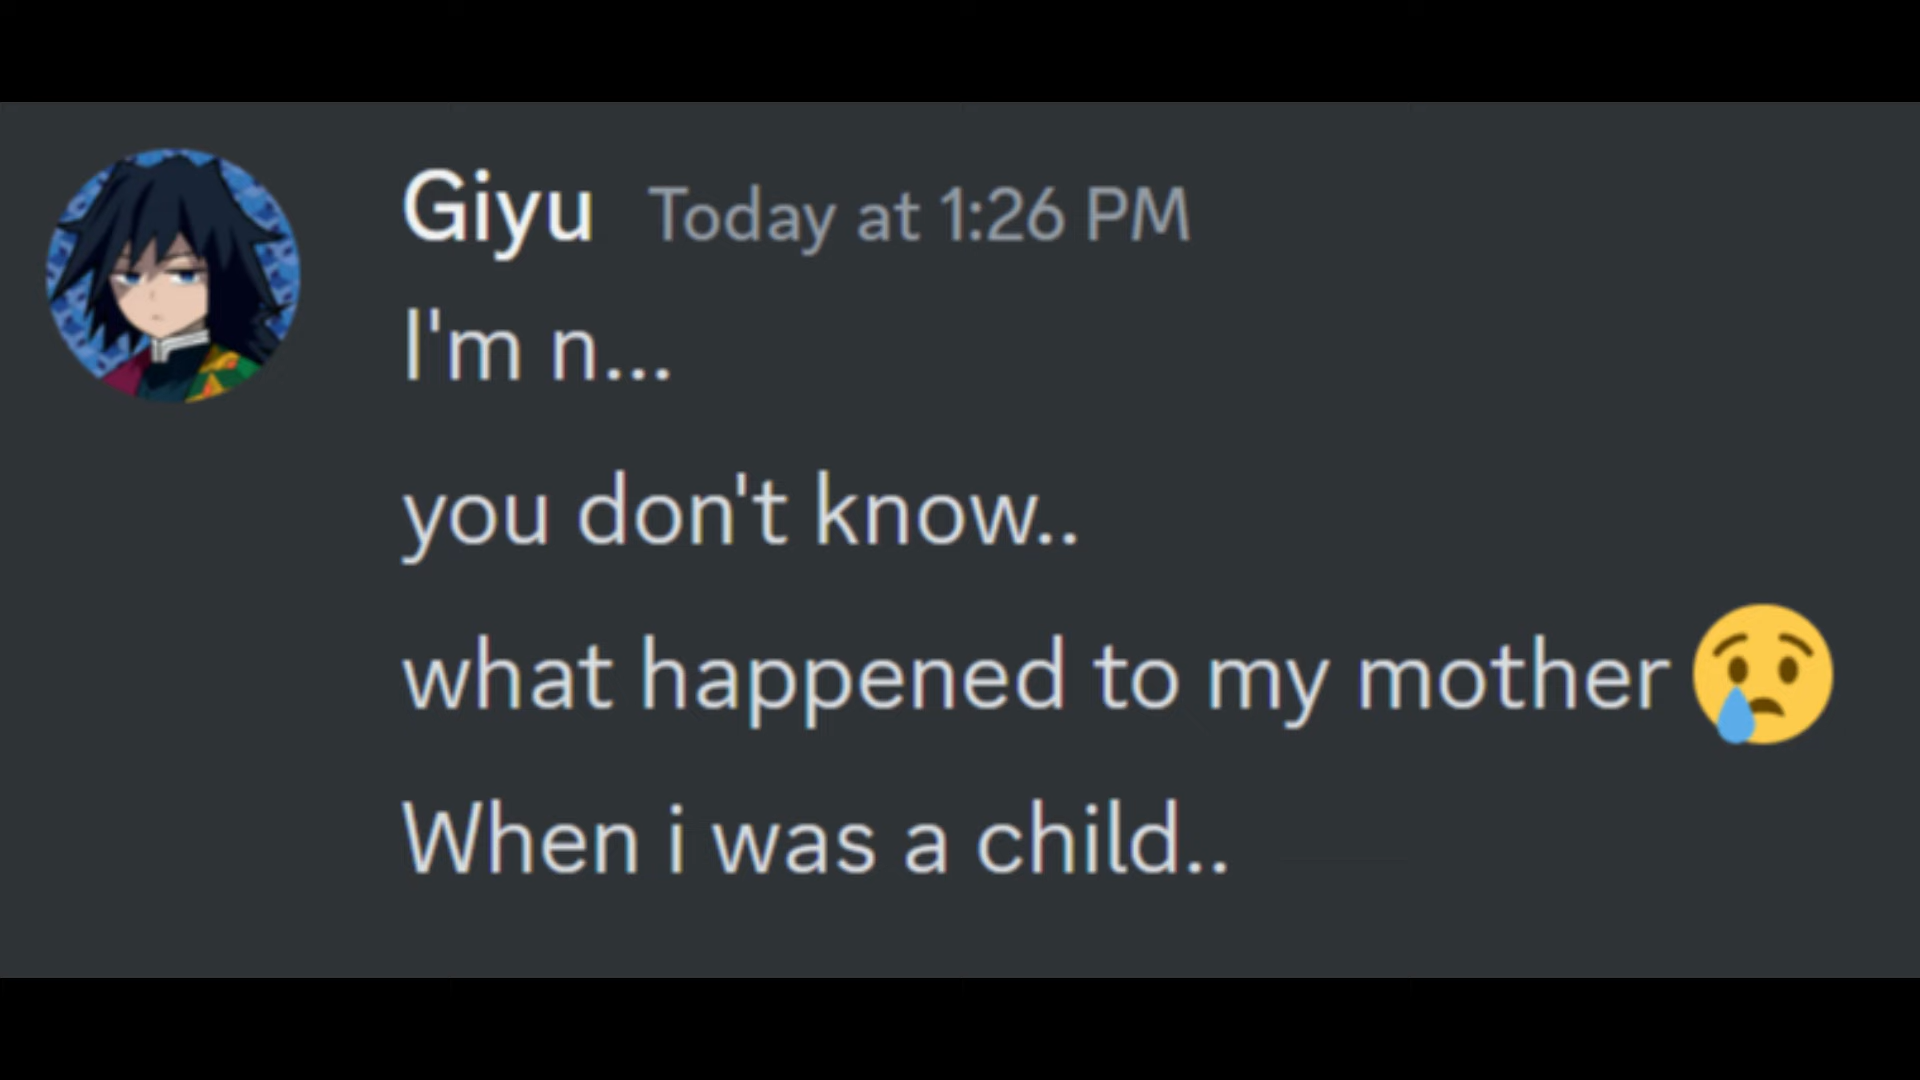 Giyu Today at 1:26 PM
I'm n...
you don't know..
what happened to my mother 😢
When i was a child..